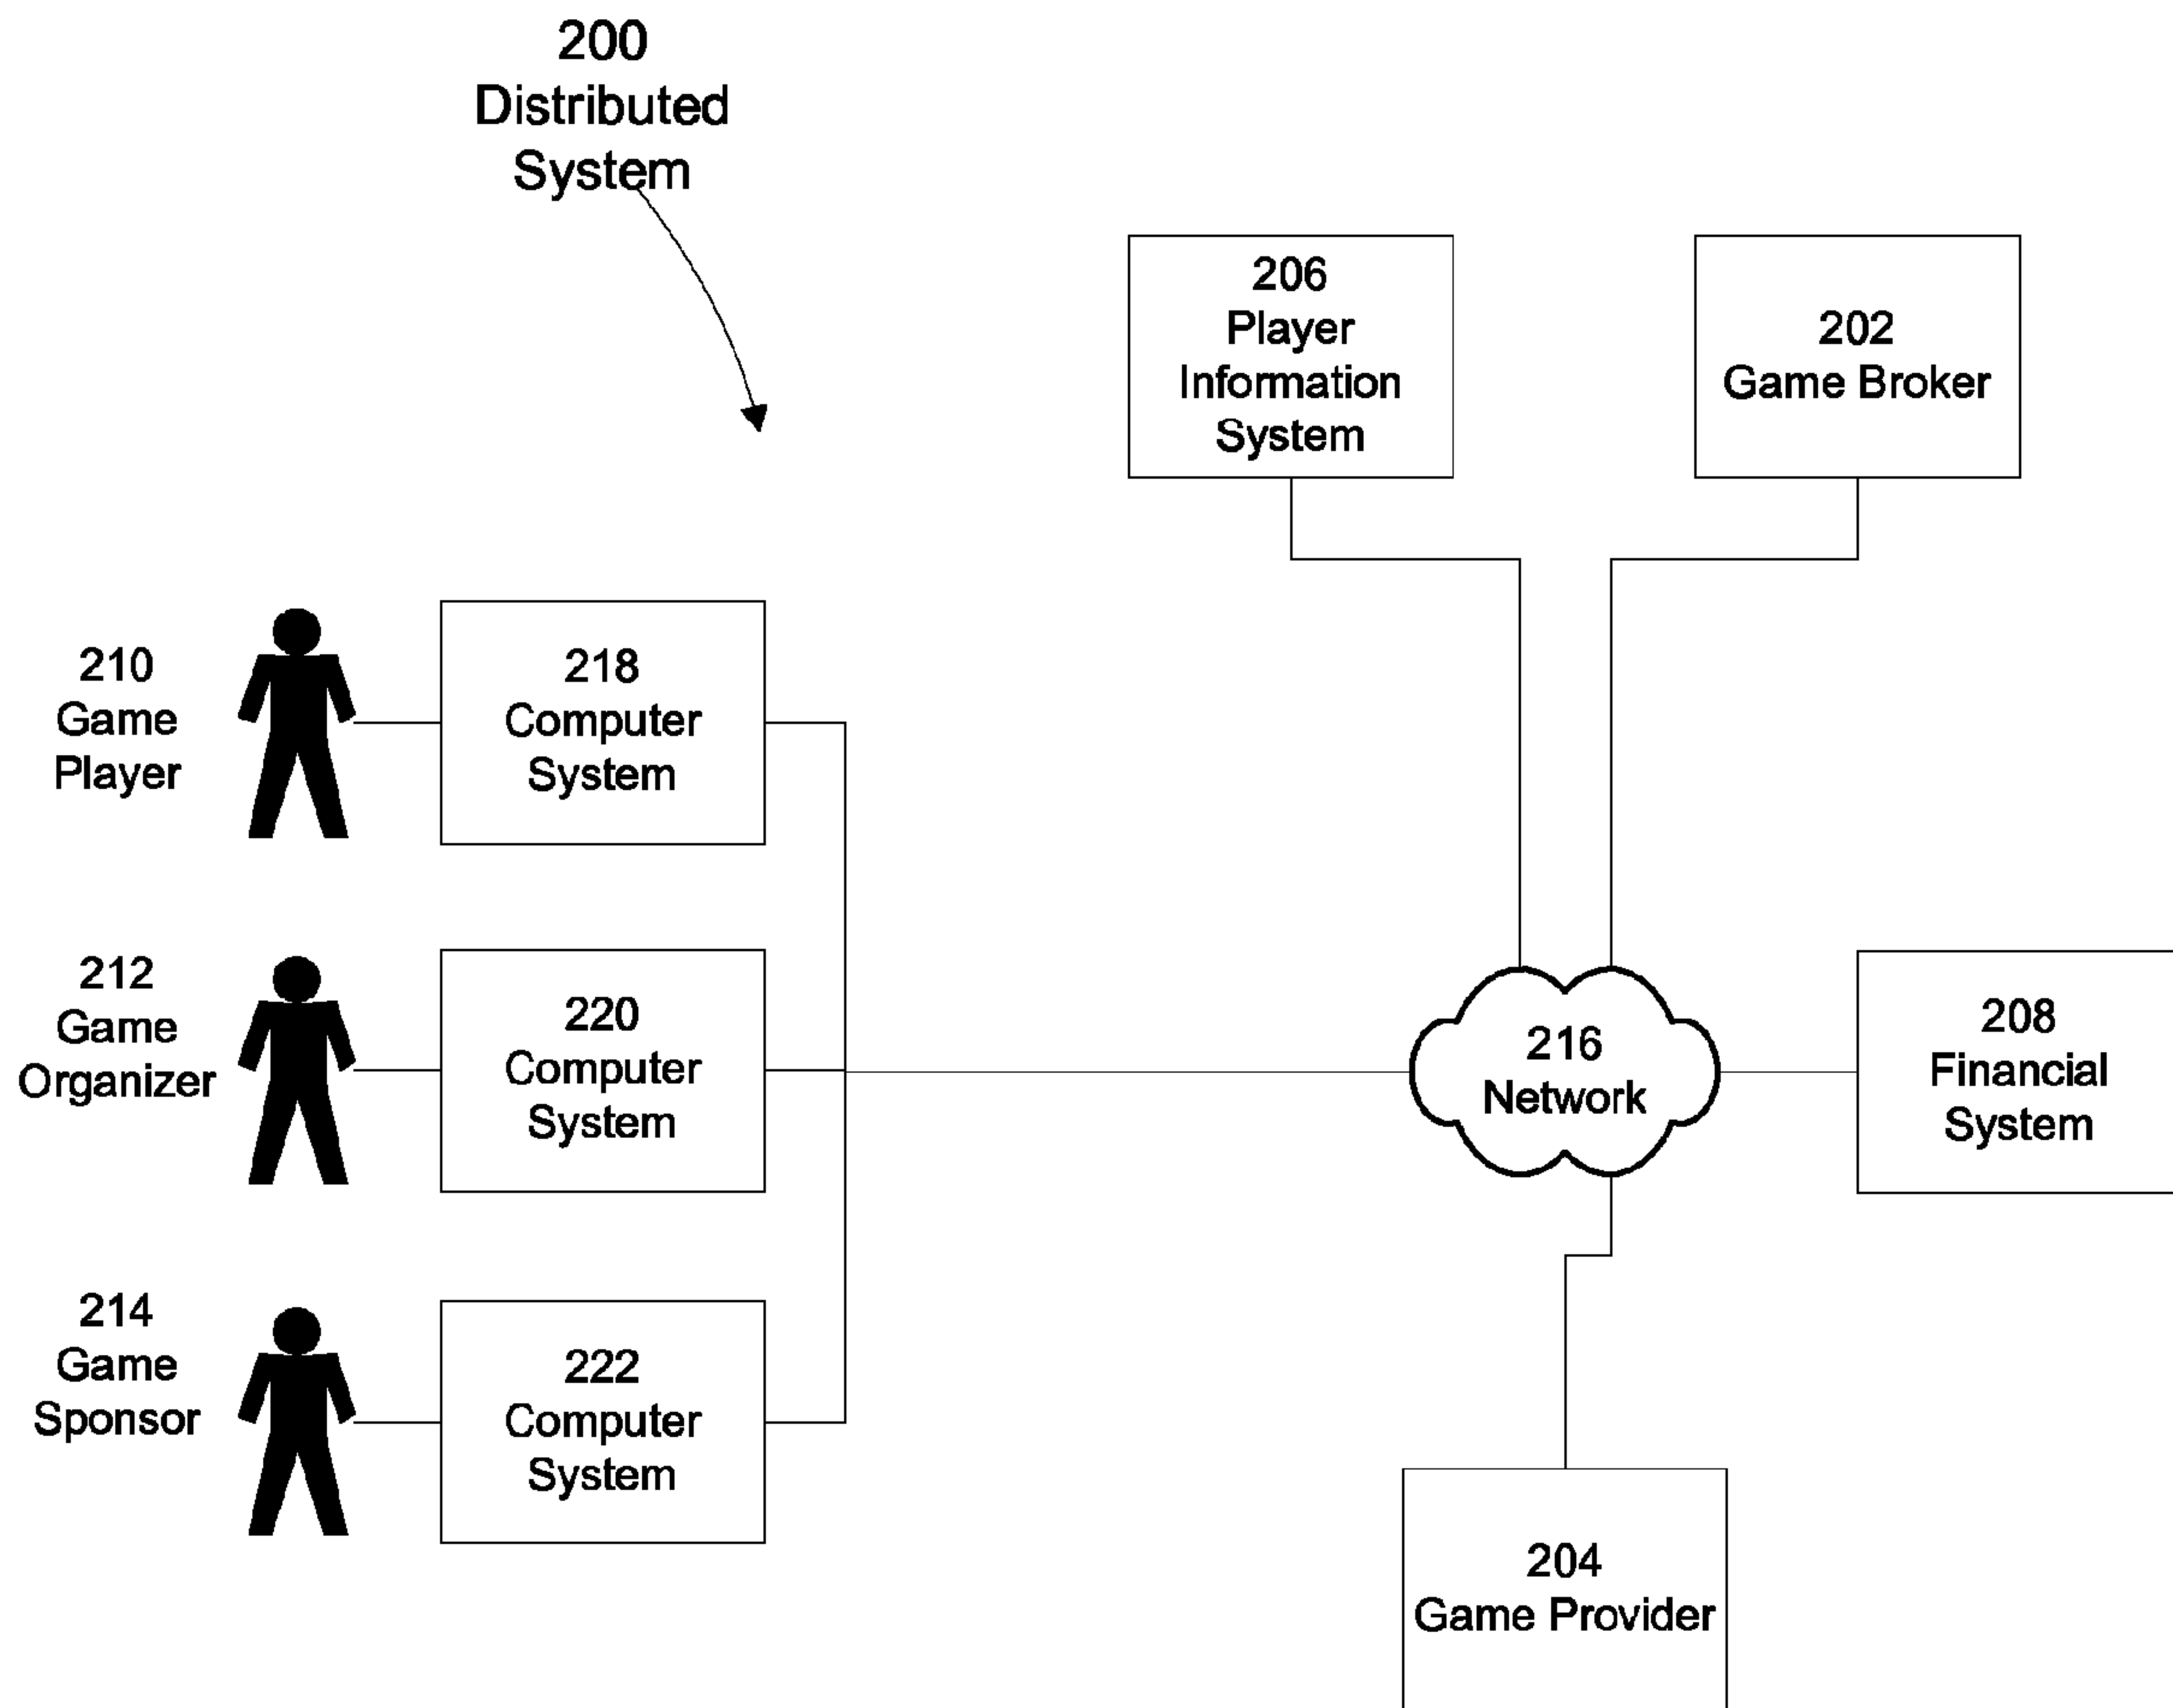 200
Distributed
System
206
Player
Information
System
202
Game Broker
210
Game
Player
218
Computer
System
212
Game
Organizer
220
Computer
System
216
Network
208
Financial
System
214
Game
Sponsor
222
Computer
System
204
Game Provider